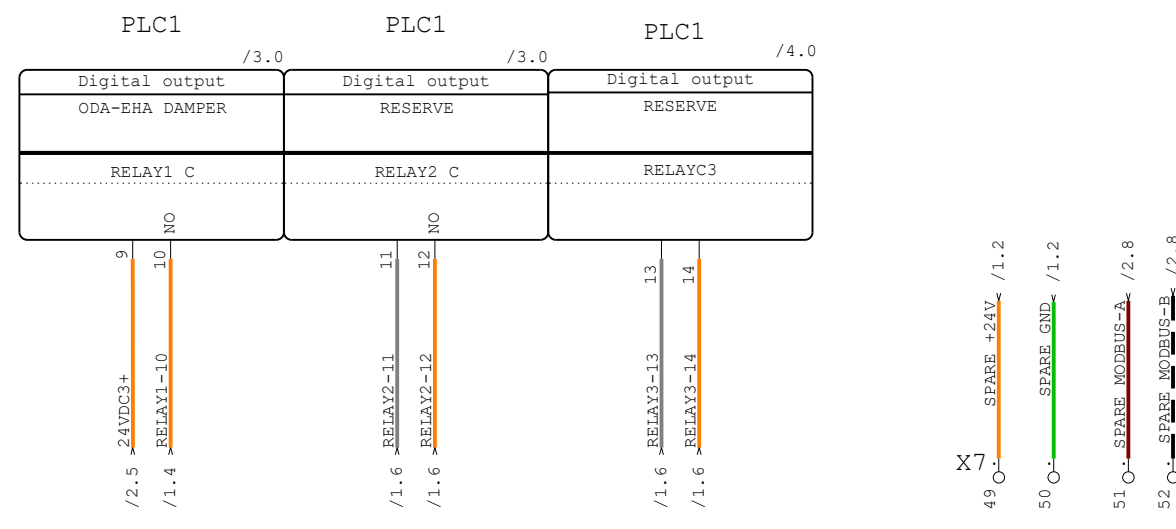 PLC1
PLC1
PLC1
/3.0
/3.0
/4.0
Digital output
Digital output
Digital output
ODA-EHA DAMPER
RESERVE
RESERVE
RELAY1 C
RELAY2 C
RELAYC3
NO
NO
9
10
11
12
13
14
24VDC3+
RELAY1-10
RELAY2-11
RELAY2-12
RELAY3-13
RELAY3-14
/2.5
/1.4
/1.6
/1.6
/1.6
/1.6
/1.2
/1.2
/2.8
/2.8
SPARE +24V
SPARE GND
SPARE MODBUS-A
SPARE MODBUS-B
X7
49
50
51
52